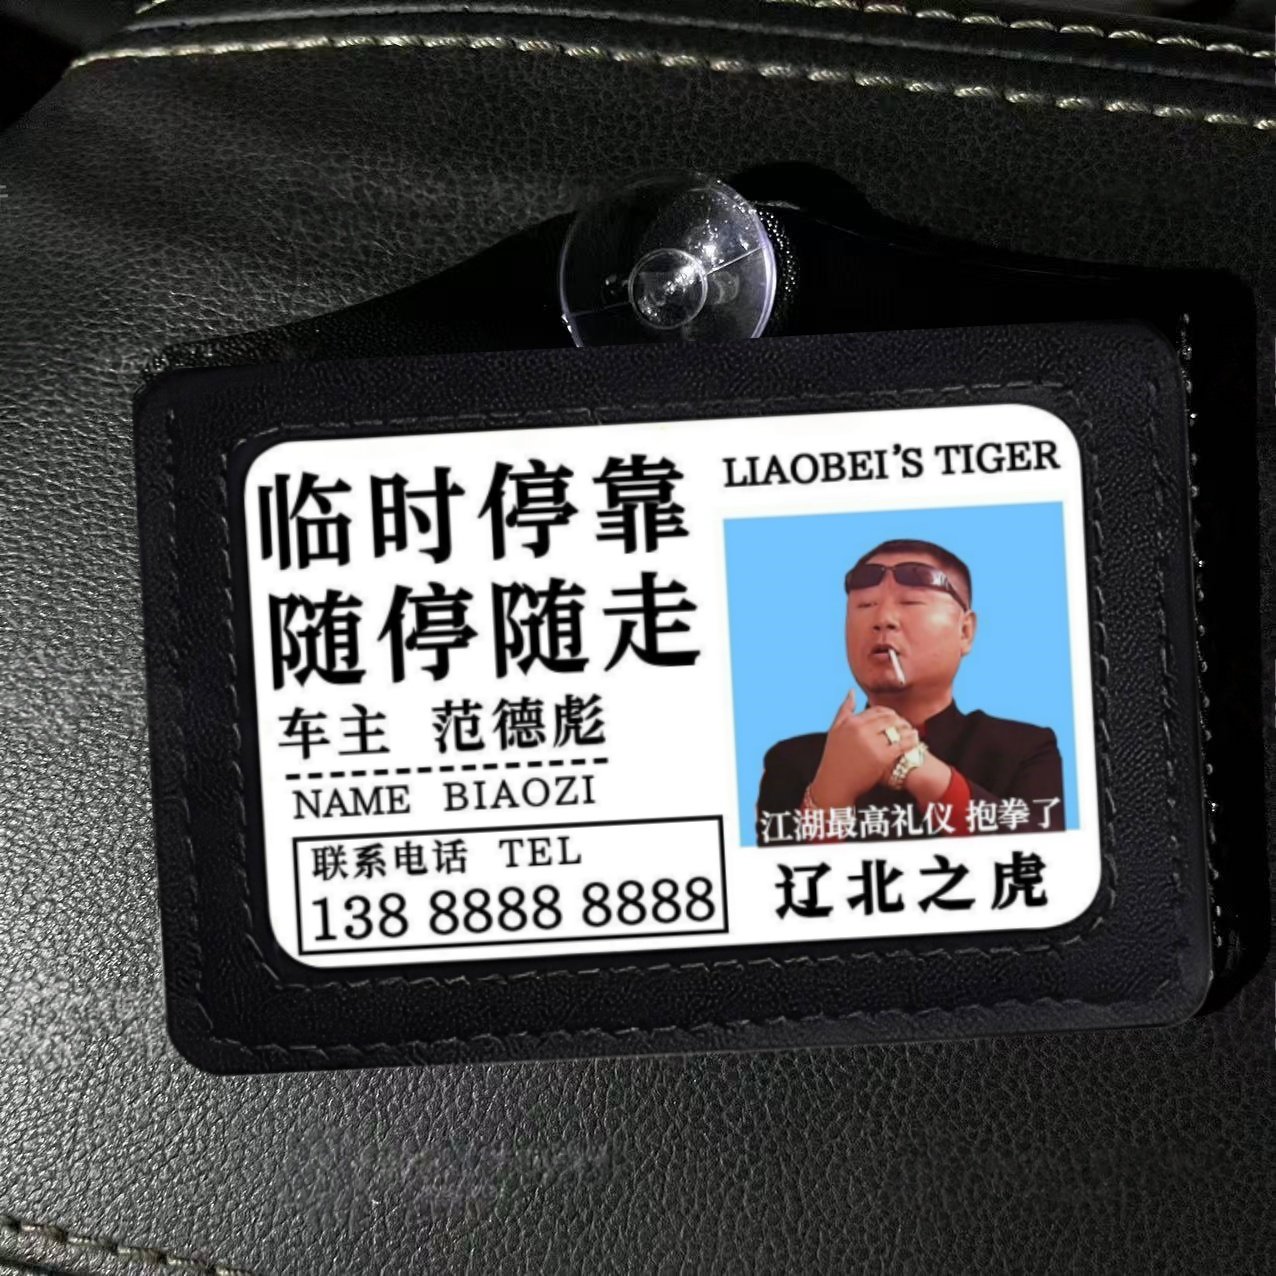 临时停靠
随停随走
车主 范德彪
NAME BIAOZI
联系电话 TEL
138 8888 8888
LIAOBEI'S TIGER
江湖最高礼仪 抱拳了
辽北之虎